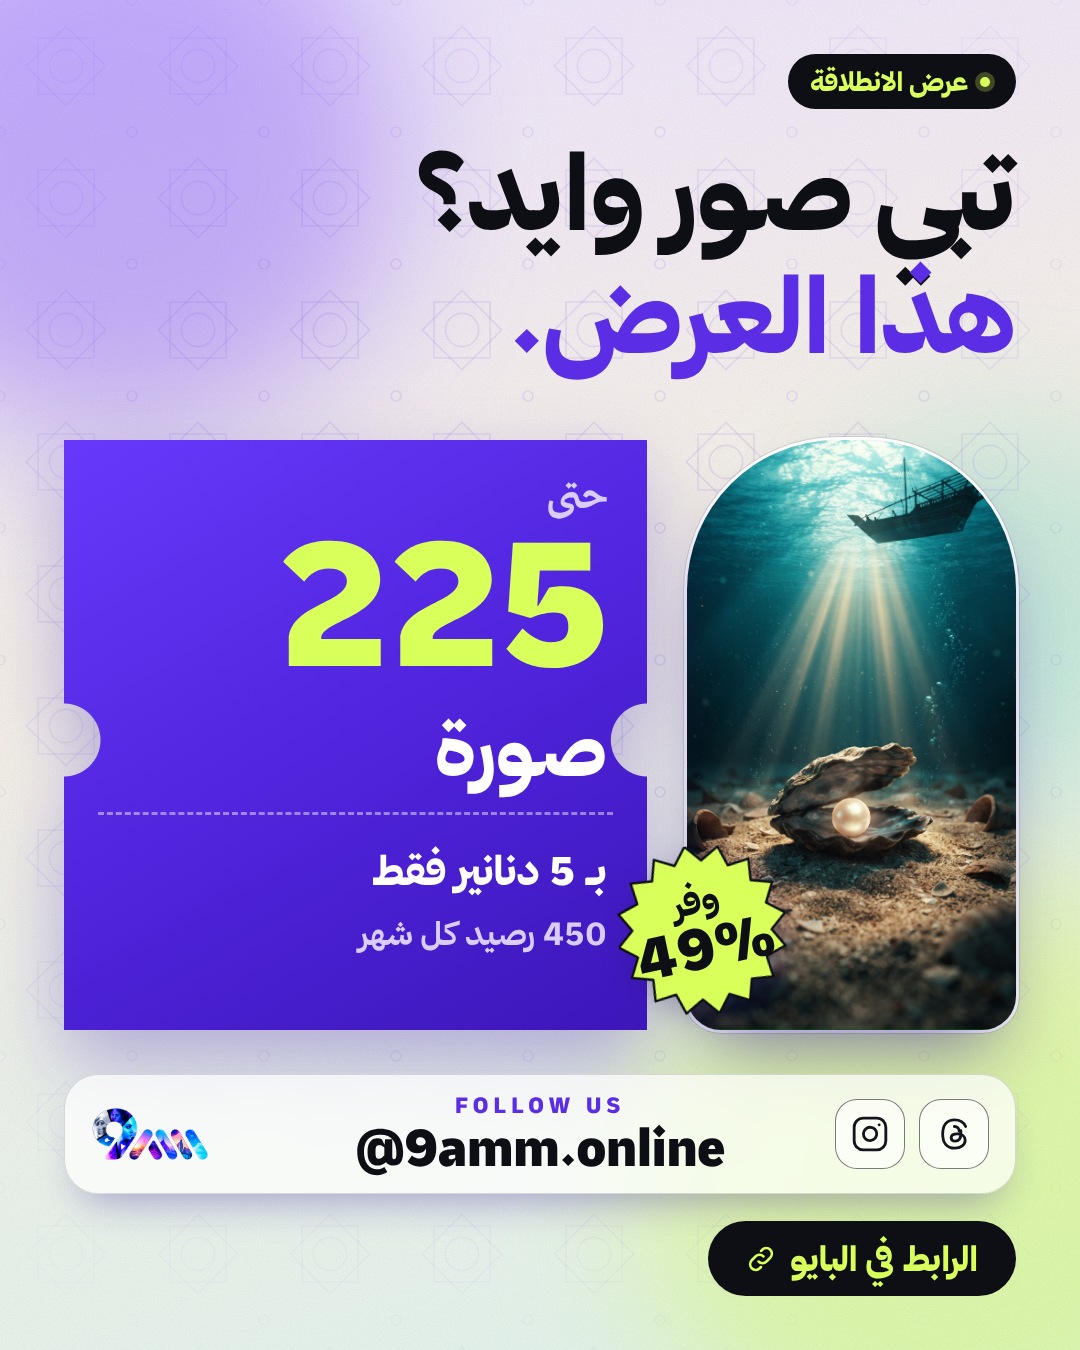 عرض الانطلاقة
تبي صور وايد؟
هذا العرض.
حتى
225
صورة
بـ 5 دنانير فقط
450 رصيد كل شهر
وفر
49%
9amm
FOLLOW US
@9amm.online
الرابط في البايو